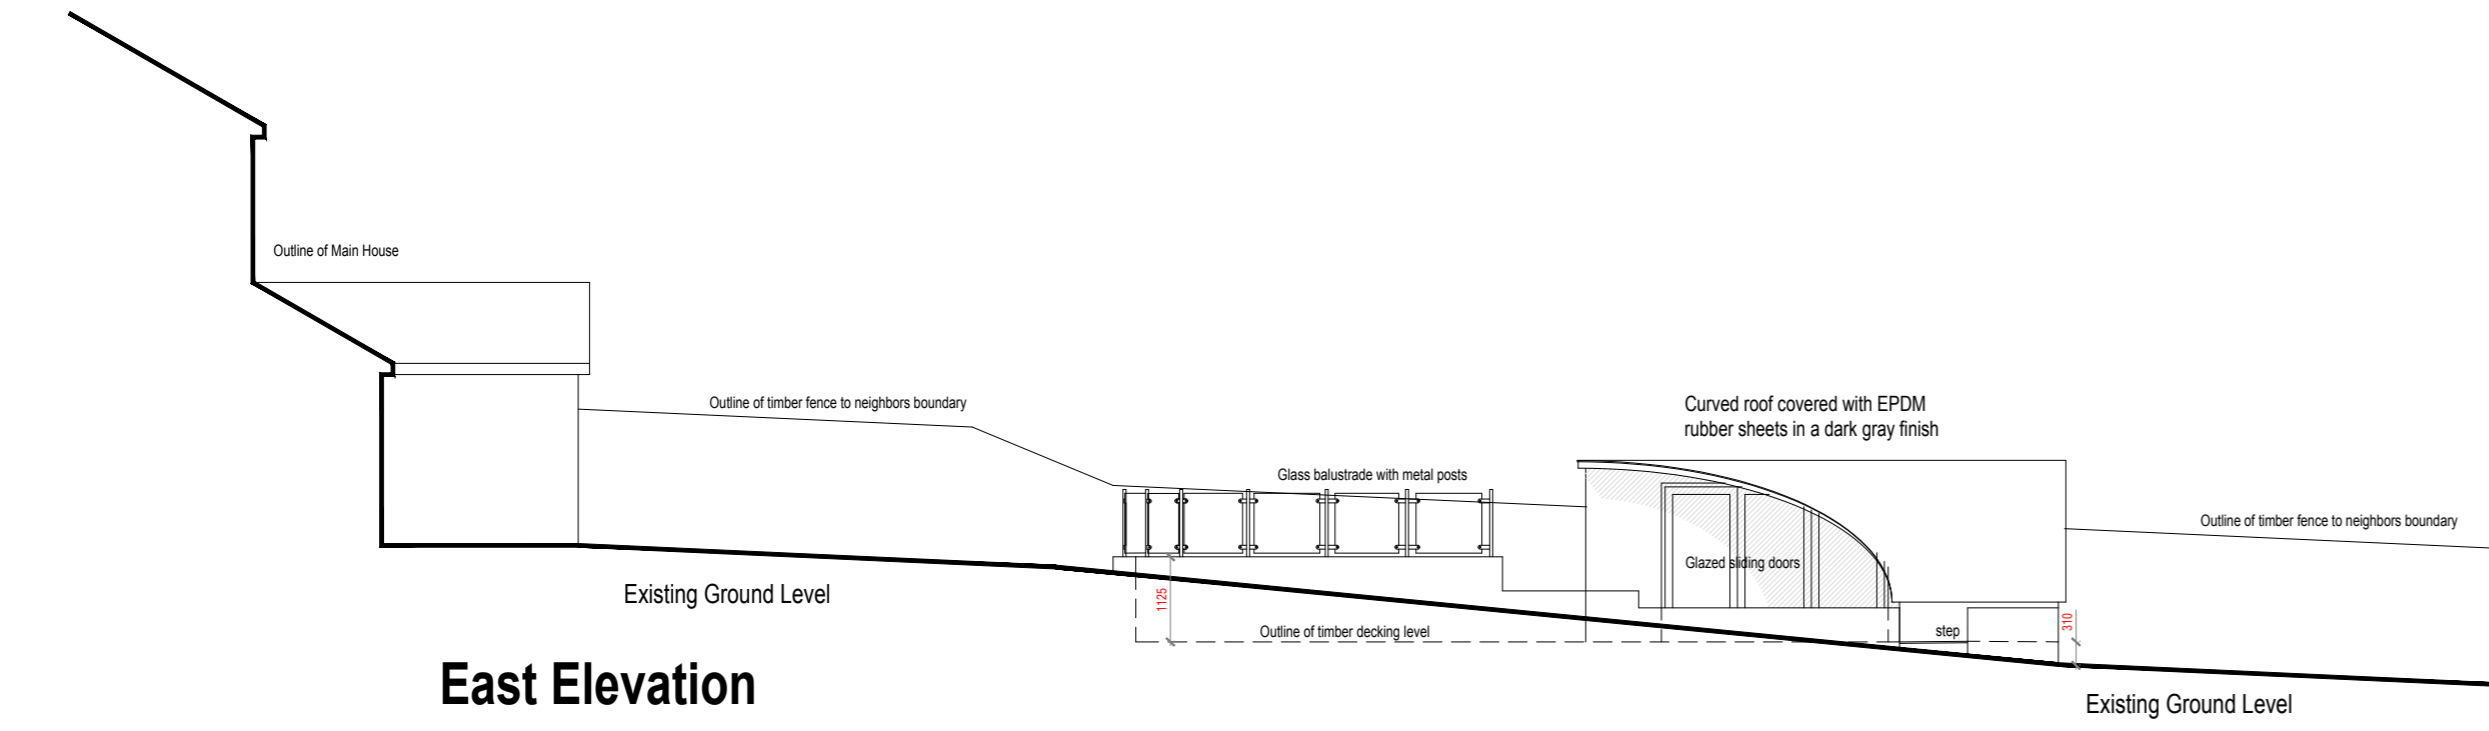 Outline of Main House
Outline of timber fence to neighbors boundary
Curved roof covered with EPDM
rubber sheets in a dark gray finish
Glass balustrade with metal posts
Outline of timber fence to neighbors boundary
Glazed sliding doors
Existing Ground Level
1125
Outline of timber decking level
step
310
East Elevation
Existing Ground Level